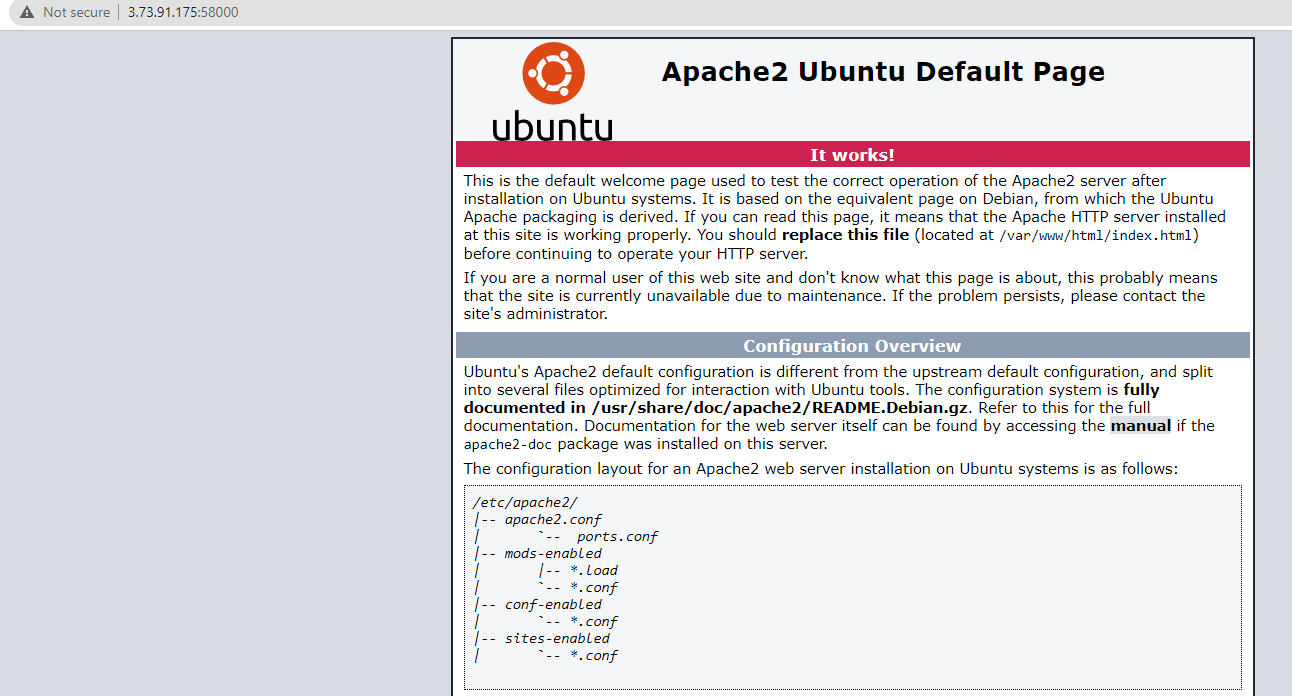 Not secure | 3.73.91.175:58000
ubuntu
Apache2 Ubuntu Default Page
It works!
This is the default welcome page used to test the correct operation of the Apache2 server after
installation on Ubuntu systems. It is based on the equivalent page on Debian, from which the Ubuntu
Apache packaging is derived. If you can read this page, it means that the Apache HTTP server installed
at this site is working properly. You should replace this file (located at /var/www/html/index.html)
before continuing to operate your HTTP server.
If you are a normal user of this web site and don't know what this page is about, this probably means
that the site is currently unavailable due to maintenance. If the problem persists, please contact the
site's administrator.
Configuration Overview
Ubuntu's Apache2 default configuration is different from the upstream default configuration, and split
into several files optimized for interaction with Ubuntu tools. The configuration system is fully
documented in /usr/share/doc/apache2/README.Debian.gz. Refer to this for the full
documentation. Documentation for the web server itself can be found by accessing the manual if the
apache2-doc package was installed on this server.
The configuration layout for an Apache2 web server installation on Ubuntu systems is as follows:
/etc/apache2/
|-- apache2.conf
|       `--  ports.conf
|-- mods-enabled
|       |-- *.load
|       `-- *.conf
|-- conf-enabled
|       `-- *.conf
|-- sites-enabled
|       `-- *.conf